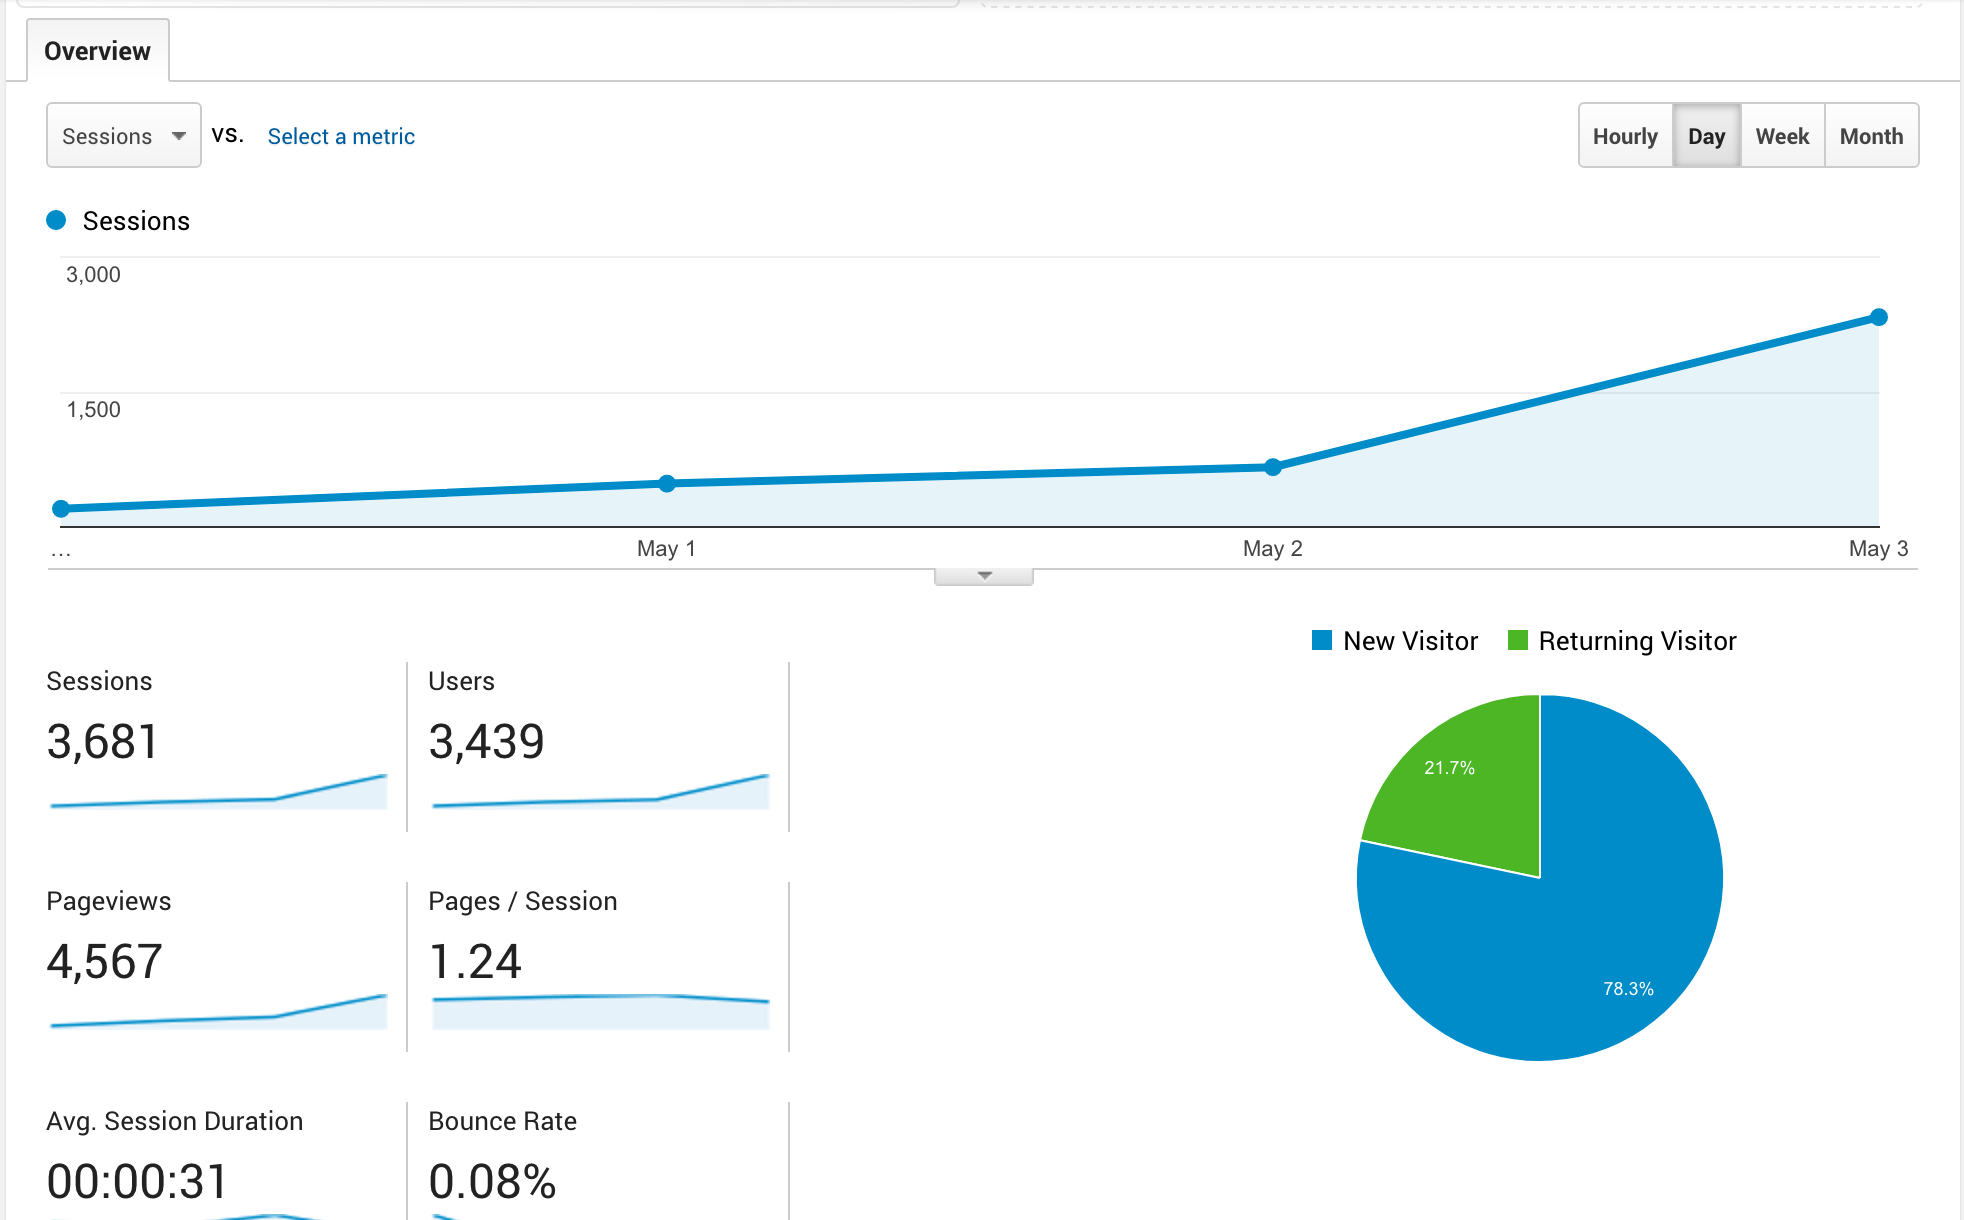 Overview
Sessions vs. Select a metric
Hourly Day Week Month
Sessions
3,000
1,500
... May 1 May 2 May 3
New Visitor Returning Visitor
Sessions Users
3,681 3,439
21.7%
Pageviews Pages / Session
4,567 1.24
78.3%
Avg. Session Duration Bounce Rate
00:00:31 0.08%